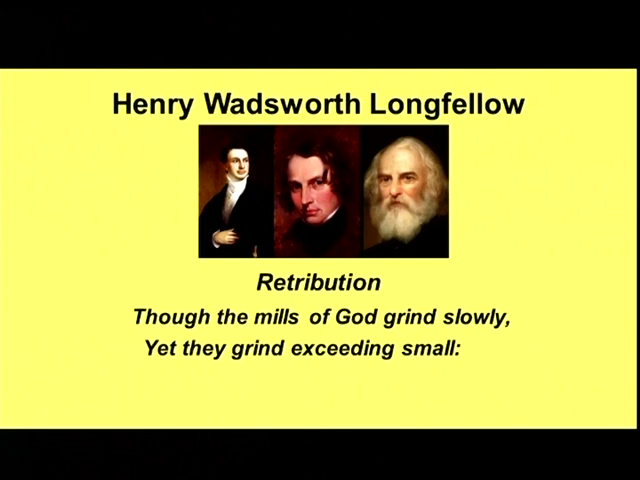 Henry Wadsworth Longfellow
Retribution
Though the mills of God grind slowly,
Yet they grind exceeding small: